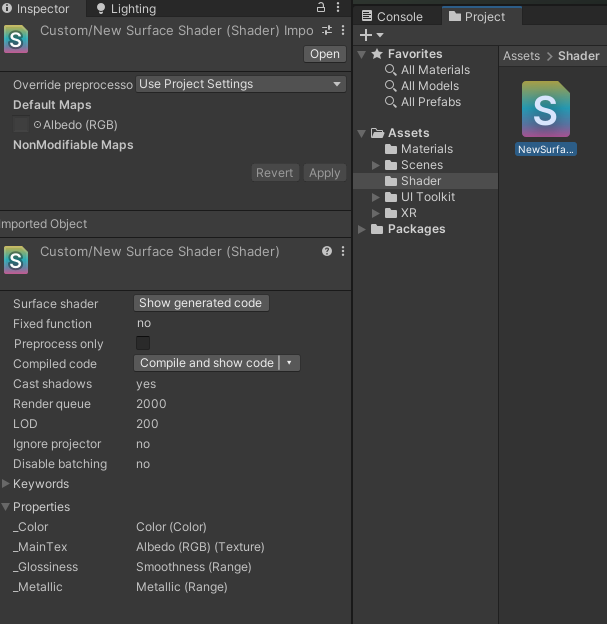 Inspector
Lighting
Custom/New Surface Shader (Shader) Impo
Open
Override preprocesso
Use Project Settings
Default Maps
Albedo (RGB)
NonModifiable Maps
Revert
Apply
Imported Object
S
Custom/New Surface Shader (Shader)
Surface shader
Show generated code
Fixed function
no
Preprocess only
Compiled code
Compile and show code
Cast shadows
yes
Render queue
2000
LOD
200
Ignore projector
no
Disable batching
no
Keywords
Properties
_Color
Color (Color)
_MainTex
Albedo (RGB) (Texture)
_Glossiness
Smoothness (Range)
_Metallic
Metallic (Range)
Console
Project
Favorites
All Materials
All Models
All Prefabs
Assets
Materials
Scenes
Shader
UI Toolkit
XR
Packages
Assets > Shader
S
NewSurfa...